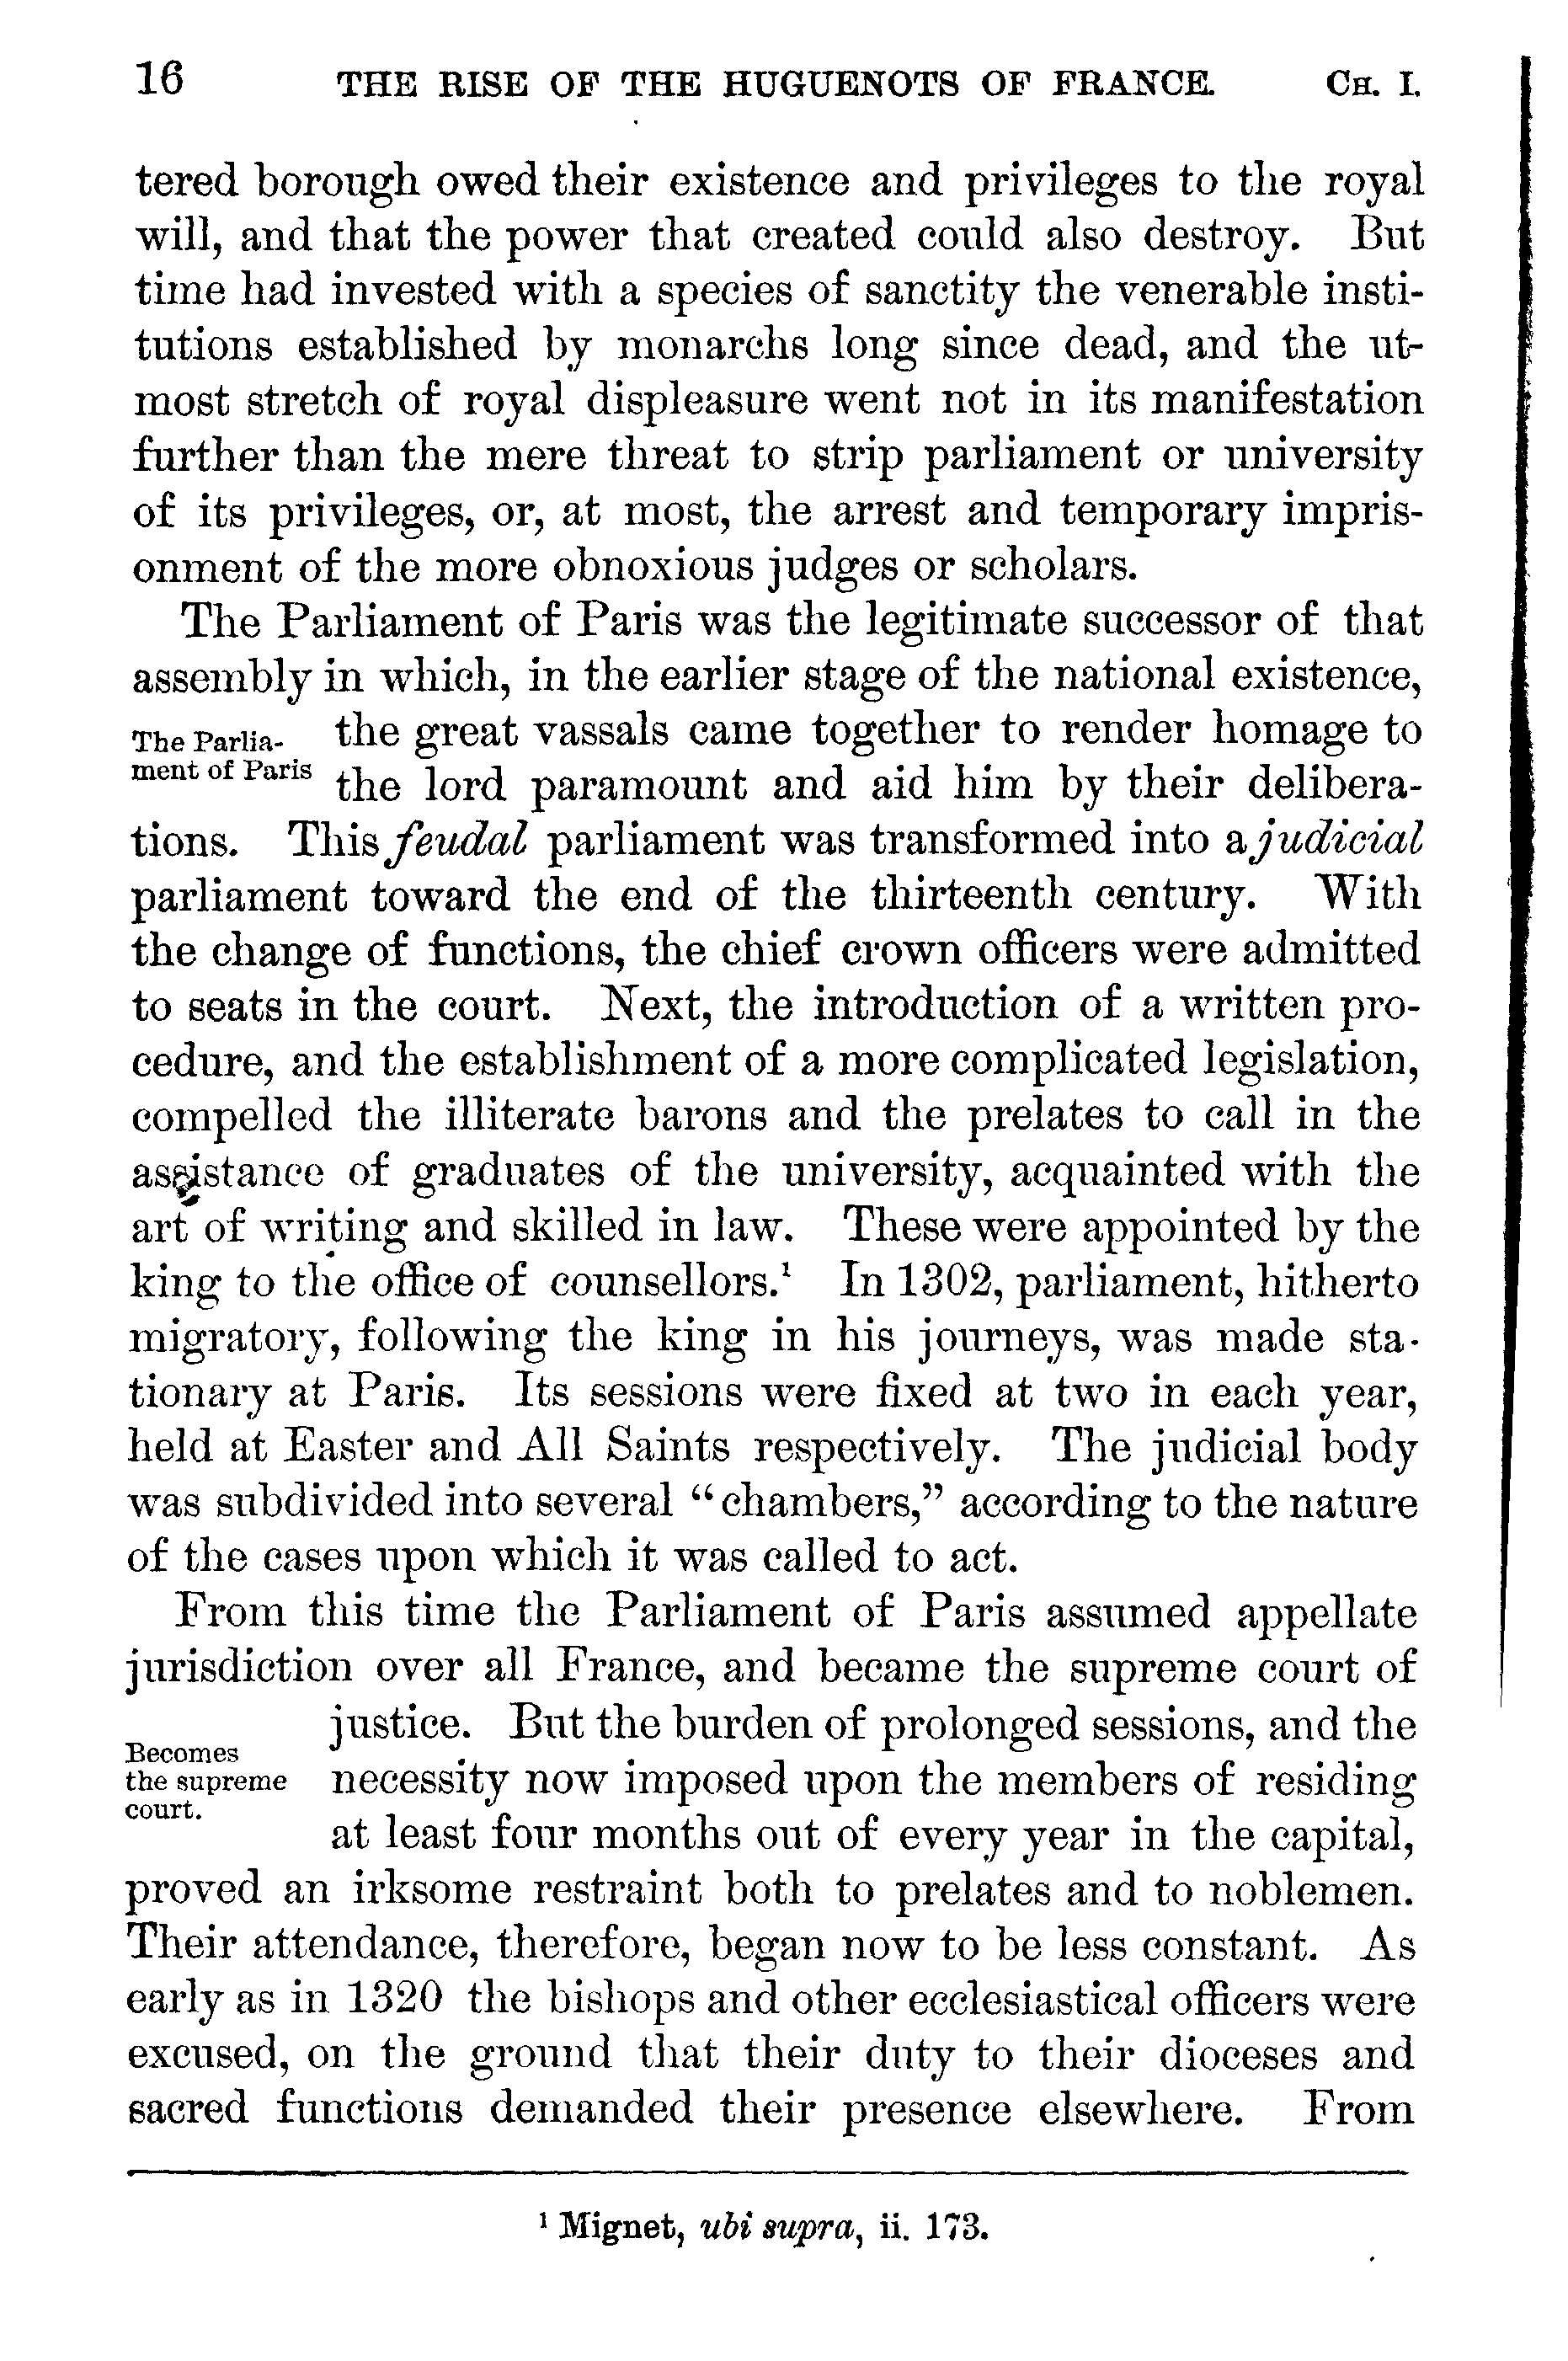 16 THE RISE OF THE HUGUENOTS OF FRANCE. CH. I.
tered borough owed their existence and privileges to the royal
will, and that the power that created could also destroy. But
time had invested with a species of sanctity the venerable insti-
tutions established by monarchs long since dead, and the ut-
most stretch of royal displeasure went not in its manifestation
further than the mere threat to strip parliament or university
of its privileges, or, at most, the arrest and temporary impris-
onment of the more obnoxious judges or scholars.
The Parliament of Paris was the legitimate successor of that
assembly in which, in the earlier stage of the national existence,
The Parlia-
ment of Paris
the great vassals came together to render homage to
the lord paramount and aid him by their delibera-
tions. This feudal parliament was transformed into a judicial
parliament toward the end of the thirteenth century. With
the change of functions, the chief crown officers were admitted
to seats in the court. Next, the introduction of a written pro-
cedure, and the establishment of a more complicated legislation,
compelled the illiterate barons and the prelates to call in the
assistance of graduates of the university, acquainted with the
art of writing and skilled in law. These were appointed by the
king to the office of counsellors.¹ In 1302, parliament, hitherto
migratory, following the king in his journeys, was made sta-
tionary at Paris. Its sessions were fixed at two in each year,
held at Easter and All Saints respectively. The judicial body
was subdivided into several “chambers,” according to the nature
of the cases upon which it was called to act.
From this time the Parliament of Paris assumed appellate
jurisdiction over all France, and became the supreme court of
Becomes
the supreme
court.
justice. But the burden of prolonged sessions, and the
necessity now imposed upon the members of residing
at least four months out of every year in the capital,
proved an irksome restraint both to prelates and to noblemen.
Their attendance, therefore, began now to be less constant. As
early as in 1320 the bishops and other ecclesiastical officers were
excused, on the ground that their duty to their dioceses and
sacred functions demanded their presence elsewhere. From
¹ Mignet, ubi supra, ii. 173.